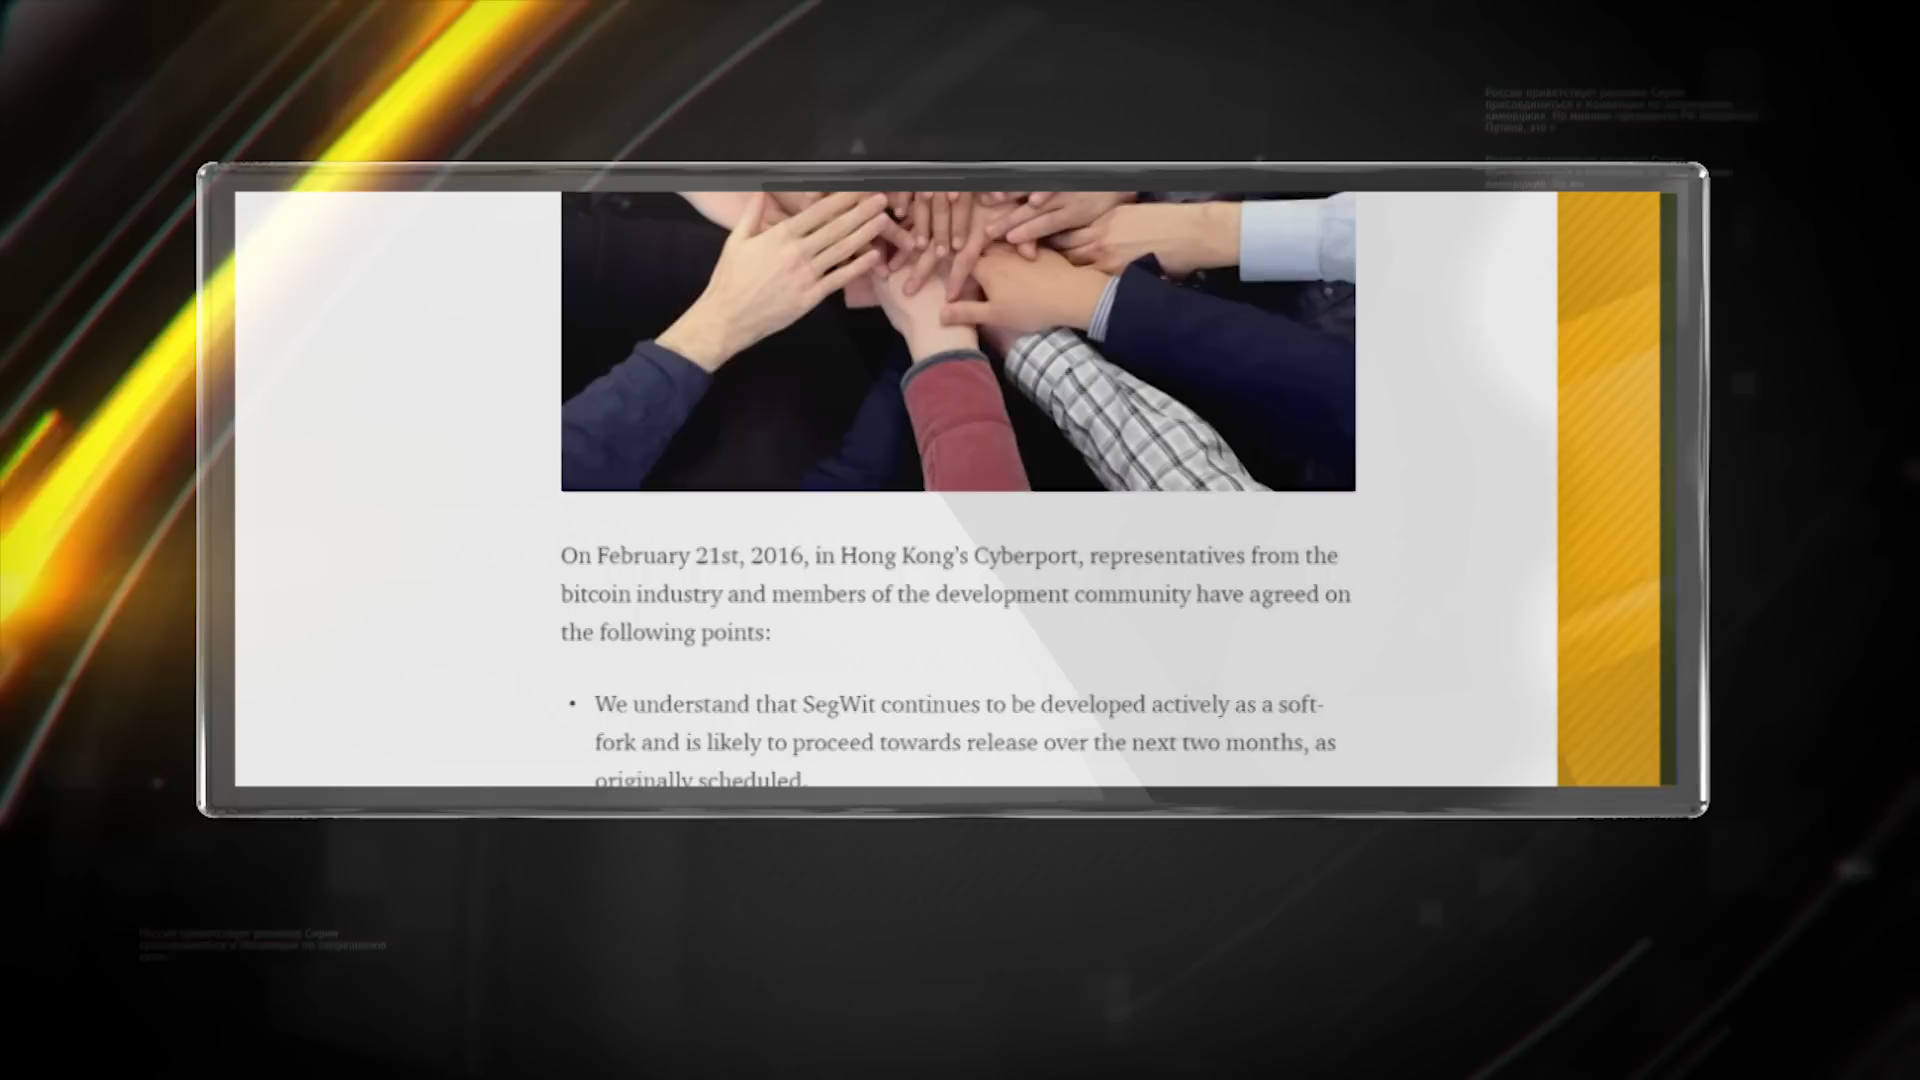 On February 21st, 2016, in Hong Kong's Cyberport, representatives from the
bitcoin industry and members of the development community have agreed on
the following points:
• We understand that SegWit continues to be developed actively as a soft-
fork and is likely to proceed towards release over the next two months, as
originally scheduled.